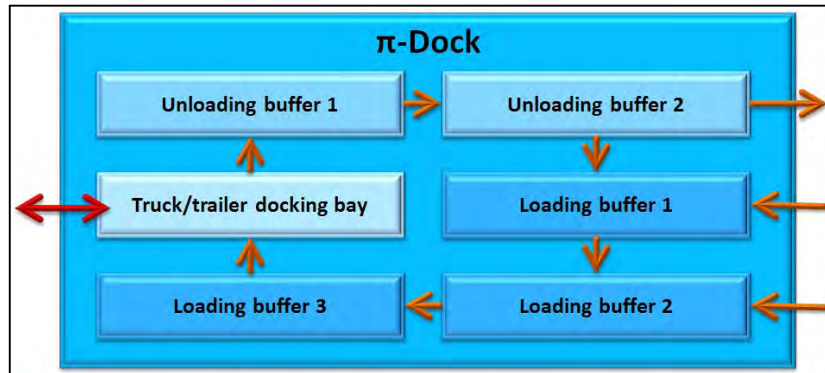 π-Dock
Unloading buffer 1
Unloading buffer 2
Truck/trailer docking bay
Loading buffer 1
Loading buffer 3
Loading buffer 2